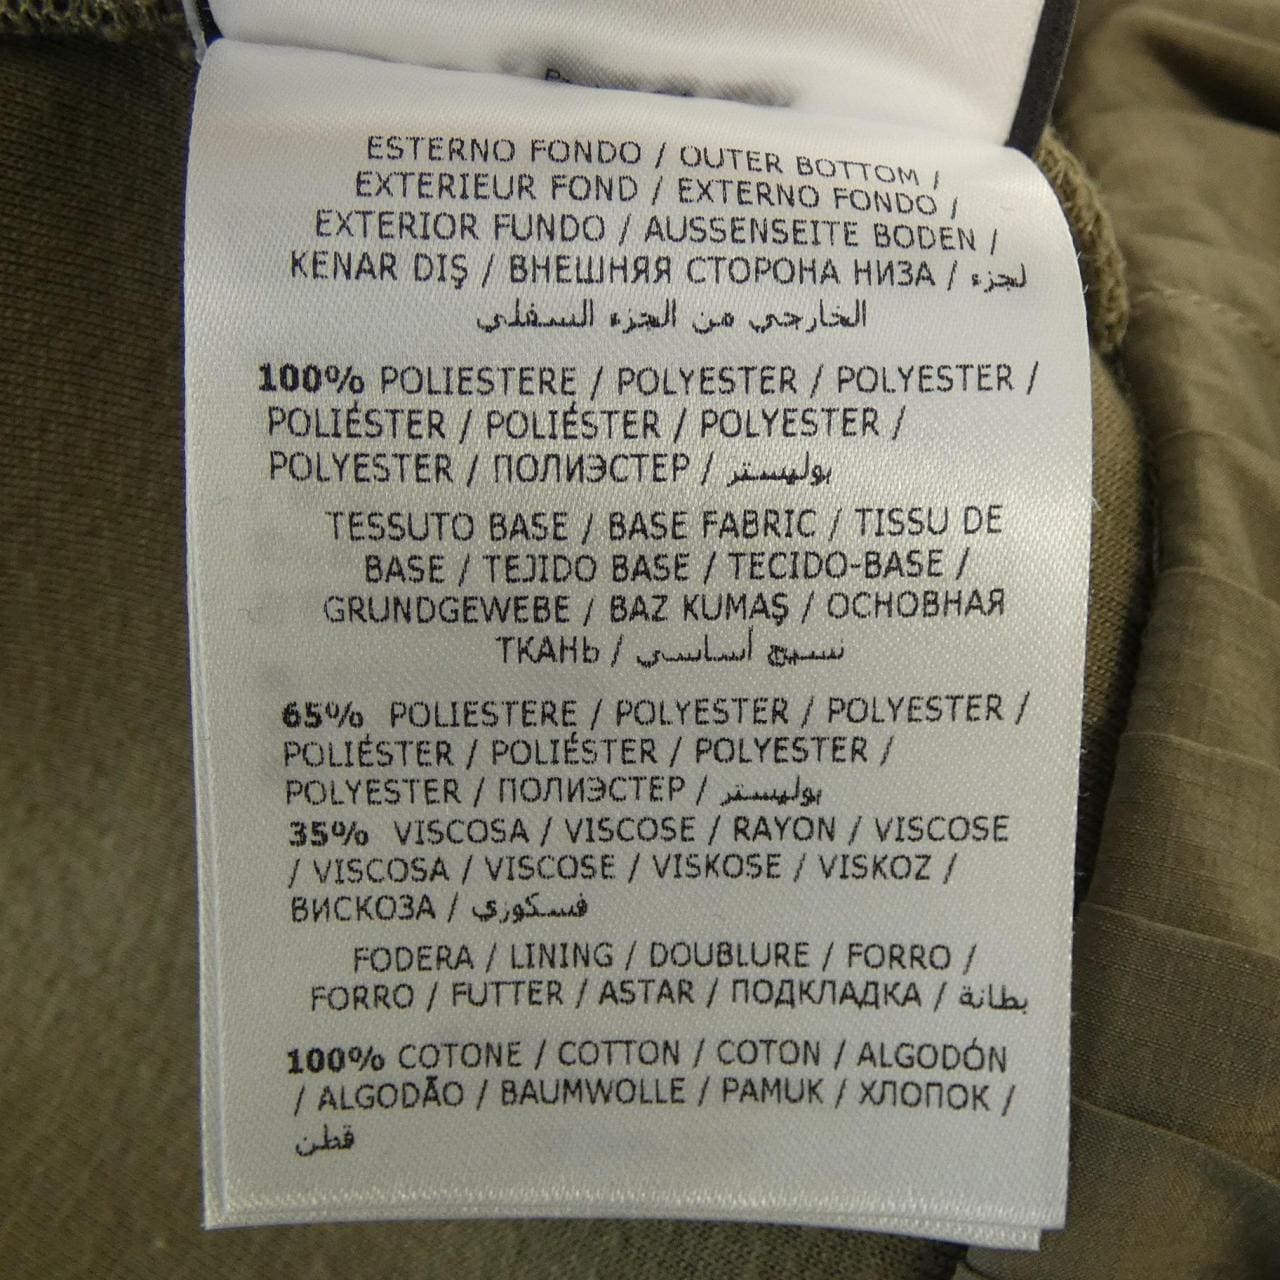 ESTERNO FONDO / OUTER BOTTOM /
EXTERIEUR FOND / EXTERNO FONDO /
EXTERIOR FUNDO / AUSSENSEITE BODEN /
KENAR DIŞ / ВНЕШНЯЯ СТОРОНА НИЗА / لجزء
الخارجي من الجزء السفلي
100% POLIESTERE / POLYESTER / POLYESTER /
POLIÉSTER / POLIÉSTER / POLYESTER /
POLYESTER / ПОЛИЭСТЕР / بوليستر
TESSUTO BASE / BASE FABRIC / TISSU DE
BASE / TEJIDO BASE / TECIDO-BASE /
GRUNDGEWEBE / BAZ KUMAŞ / ОСНОВНАЯ
ТКАНЬ / نسيج أساسي
65% POLIESTERE / POLYESTER / POLYESTER /
POLIÉSTER / POLIÉSTER / POLYESTER /
POLYESTER / ПОЛИЭСТЕР / بوليستر
35% VISCOSA / VISCOSE / RAYON / VISCOSE
/ VISCOSA / VISCOSE / VISKOSE / VISKOZ /
ВИСКОЗА / فسكوزي
FODERA / LINING / DOUBLURE / FORRO /
FORRO / FUTTER / ASTAR / ПОДКЛАДКА / بطانة
100% COTONE / COTTON / COTON / ALGODÓN
/ ALGODÃO / BAUMWOLLE / PAMUK / ХЛОПОК /
قطن